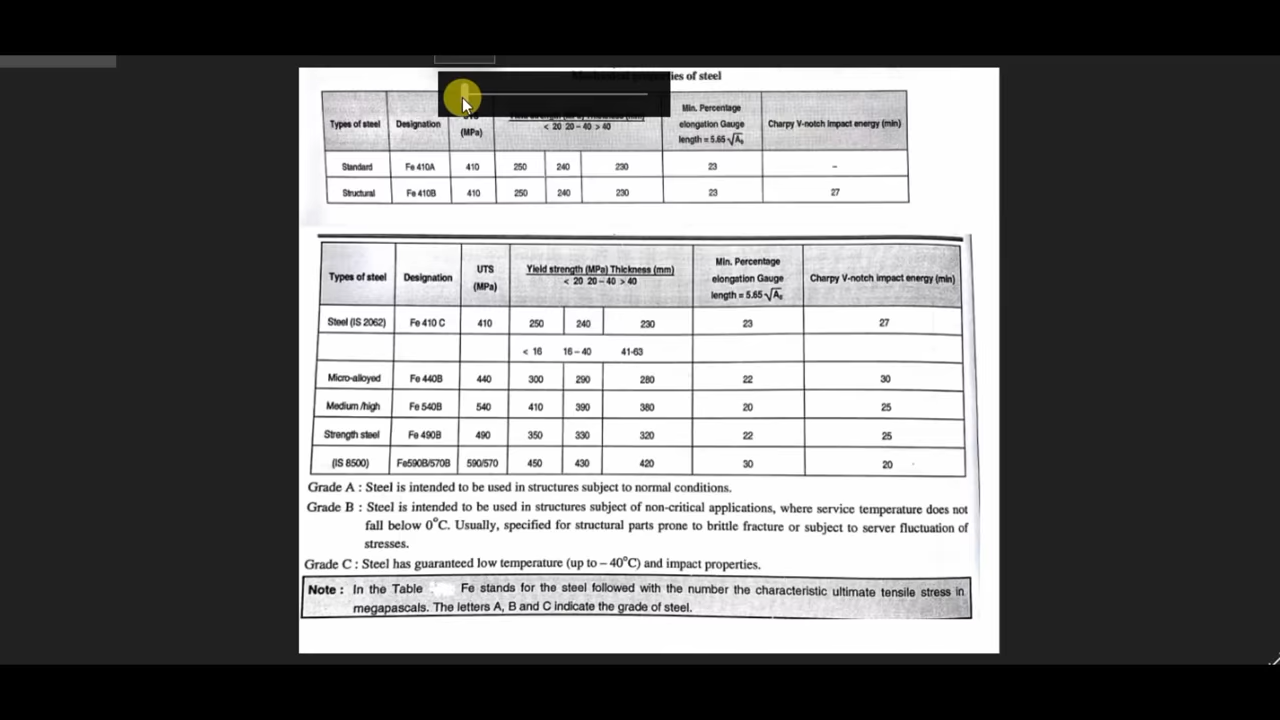 ies of steel
Types of steel Designation (MPa) < 20 20 – 40 > 40 Min. Percentage elongation Gauge length = 5.65 √A₀ Charpy V-notch impact energy (min)
Standard Fe 410A 410 250 240 230 23 –
Structural Fe 410B 410 250 240 230 23 27
Types of steel Designation UTS (MPa) Yield strength (MPa) Thickness (mm) < 20 20 – 40 > 40 Min. Percentage elongation Gauge length = 5.65 √A₀ Charpy V-notch impact energy (min)
Steel (IS 2062) Fe 410 C 410 250 240 230 23 27
< 16 16 – 40 41-63
Micro-alloyed Fe 440B 440 300 290 280 22 30
Medium /high Fe 540B 540 410 390 380 20 25
Strength steel Fe 490B 490 350 330 320 22 25
(IS 8500) Fe590B/570B 590/570 450 430 420 30 20
Grade A : Steel is intended to be used in structures subject to normal conditions.
Grade B : Steel is intended to be used in structures subject of non-critical applications, where service temperature does not
fall below 0°C. Usually, specified for structural parts prone to brittle fracture or subject to server fluctuation of
stresses.
Grade C : Steel has guaranteed low temperature (up to – 40°C) and impact properties.
Note : In the Table Fe stands for the steel followed with the number the characteristic ultimate tensile stress in
megapascals. The letters A, B and C indicate the grade of steel.